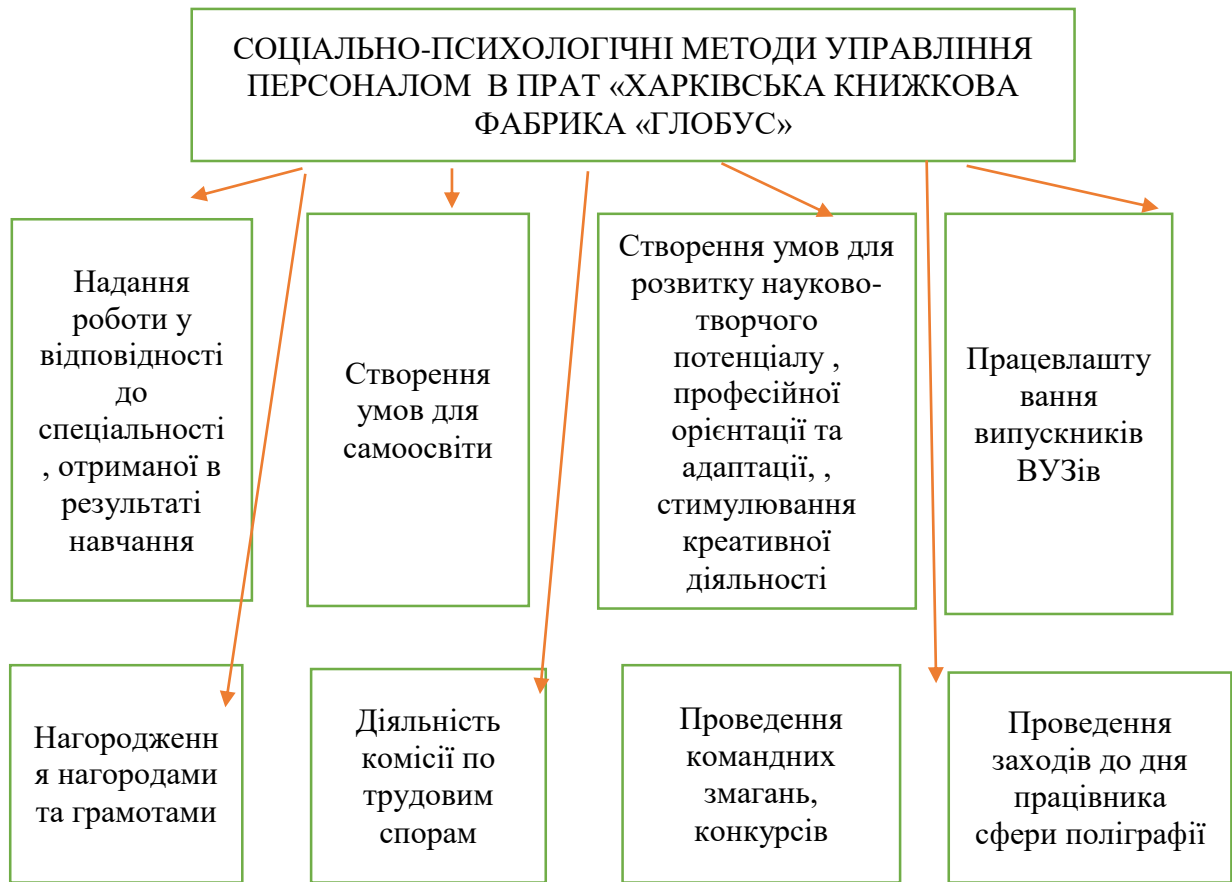 СОЦІАЛЬНО-ПСИХОЛОГІЧНІ МЕТОДИ УПРАВЛІННЯ
ПЕРСОНАЛОМ В ПРАТ «ХАРКІВСЬКА КНИЖКОВА
ФАБРИКА «ГЛОБУС»
Надання
роботи у
відповідності
до
спеціальності
, отриманої в
результаті
навчання
Створення
умов для
самоосвіти
Створення умов для
розвитку науково-
творчого
потенціалу ,
професійної
орієнтації та
адаптації, ,
стимулювання
креативної
діяльності
Працевлашту
вання
випускників
ВУЗів
Нагородженн
я нагородами
та грамотами
Діяльність
комісії по
трудовим
спорам
Проведення
командних
змагань,
конкурсів
Проведення
заходів до дня
працівника
сфери поліграфії